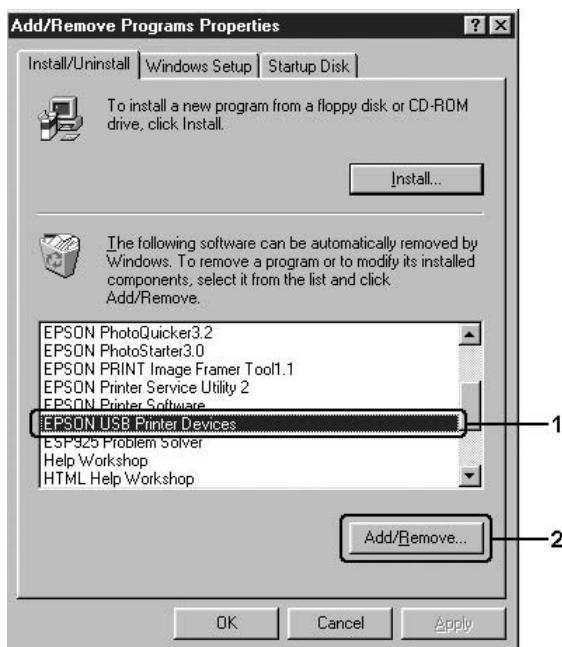 Add/Remove Programs Properties
Install/Uninstall Windows Setup Startup Disk
To install a new program from a floppy disk or CD-ROM
drive, click Install.
Install...
The following software can be automatically removed by
Windows. To remove a program or to modify its installed
components, select it from the list and click
Add/Remove.
EPSON PhotoQuicker3.2
EPSON PhotoStarter3.0
EPSON PRINT Image Framer Tool1.1
EPSON Printer Service Utility 2
EPSON Printer Software
EPSON USB Printer Devices
1
ESP925 Problem Solver
Help Workshop
HTML Help Workshop
Add/Remove...
2
OK Cancel Apply